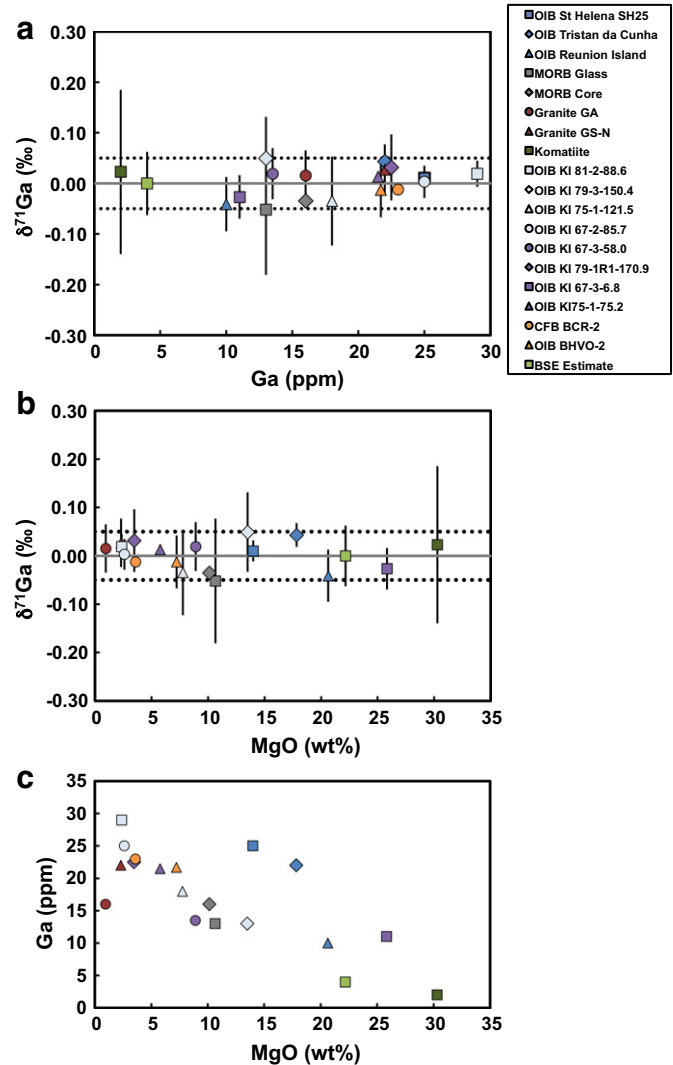 a
0.30
0.20
0.10
0.00
-0.10
-0.20
-0.30
δ⁷¹Ga (‰)
0 5 10 15 20 25 30
Ga (ppm)
OIB St Helena SH25
OIB Tristan da Cunha
OIB Reunion Island
MORB Glass
MORB Core
Granite GA
Granite GS-N
Komatiite
OIB KI 81-2-88.6
OIB KI 79-3-150.4
OIB KI 75-1-121.5
OIB KI 67-2-85.7
OIB KI 67-3-58.0
OIB KI 79-1R1-170.9
OIB KI 67-3-6.8
OIB KI75-1-75.2
CFB BCR-2
OIB BHVO-2
BSE Estimate
b
0.30
0.20
0.10
0.00
-0.10
-0.20
-0.30
δ⁷¹Ga (‰)
0 5 10 15 20 25 30 35
MgO (wt%)
c
35
30
25
20
15
10
5
0
Ga (ppm)
0 5 10 15 20 25 30 35
MgO (wt%)